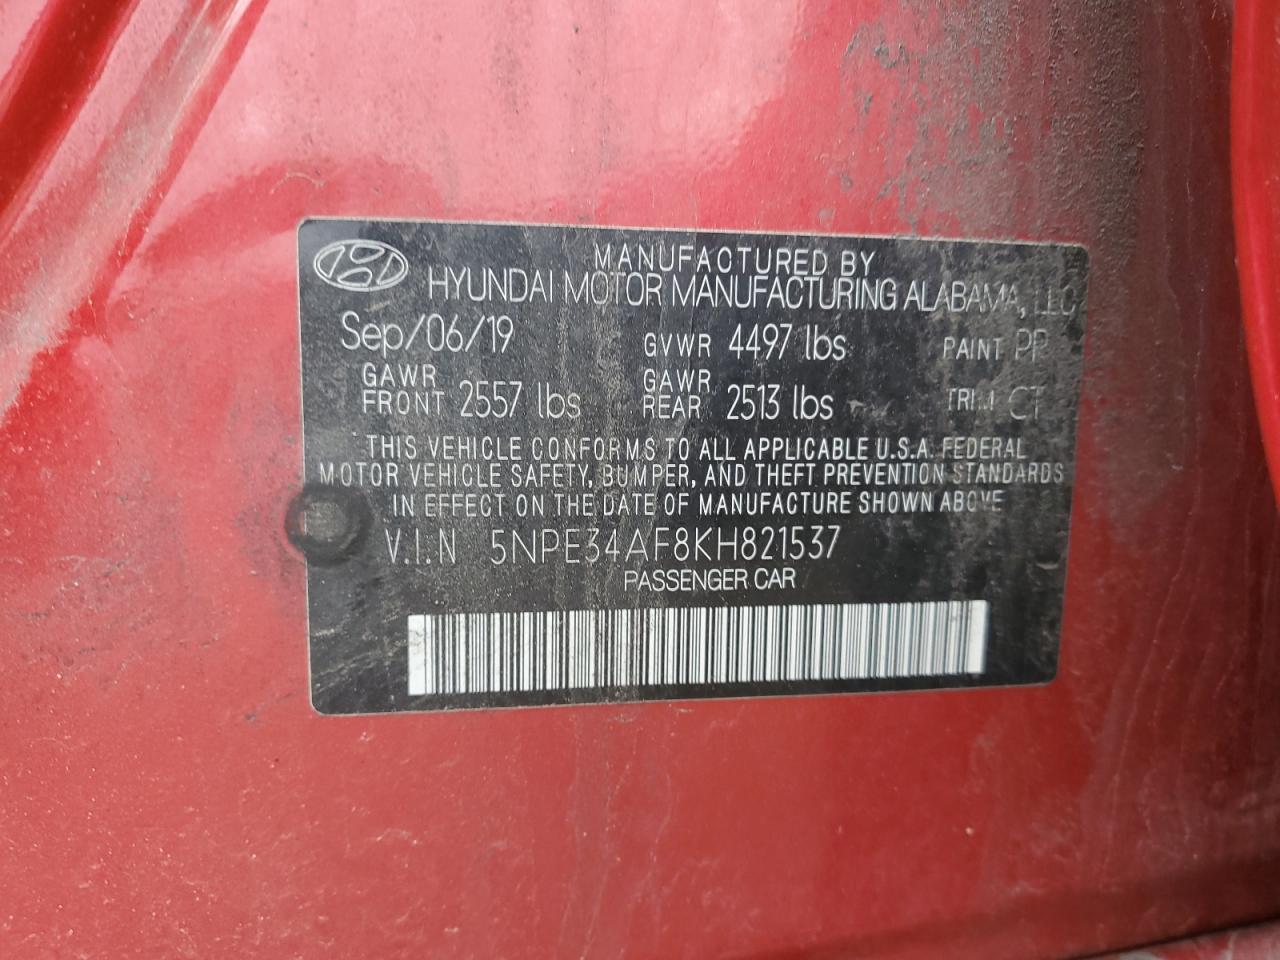 MANUFACTURED BY
HYUNDAI MOTOR MANUFACTURING ALABAMA, LLC
Sep/06/19 GVWR 4497 lbs PAINT PR
GAWR FRONT 2557 lbs GAWR REAR 2513 lbs TRIM CT
THIS VEHICLE CONFORMS TO ALL APPLICABLE U.S.A. FEDERAL
MOTOR VEHICLE SAFETY, BUMPER, AND THEFT PREVENTION STANDARDS
IN EFFECT ON THE DATE OF MANUFACTURE SHOWN ABOVE
V.I.N 5NPE34AF8KH821537
PASSENGER CAR